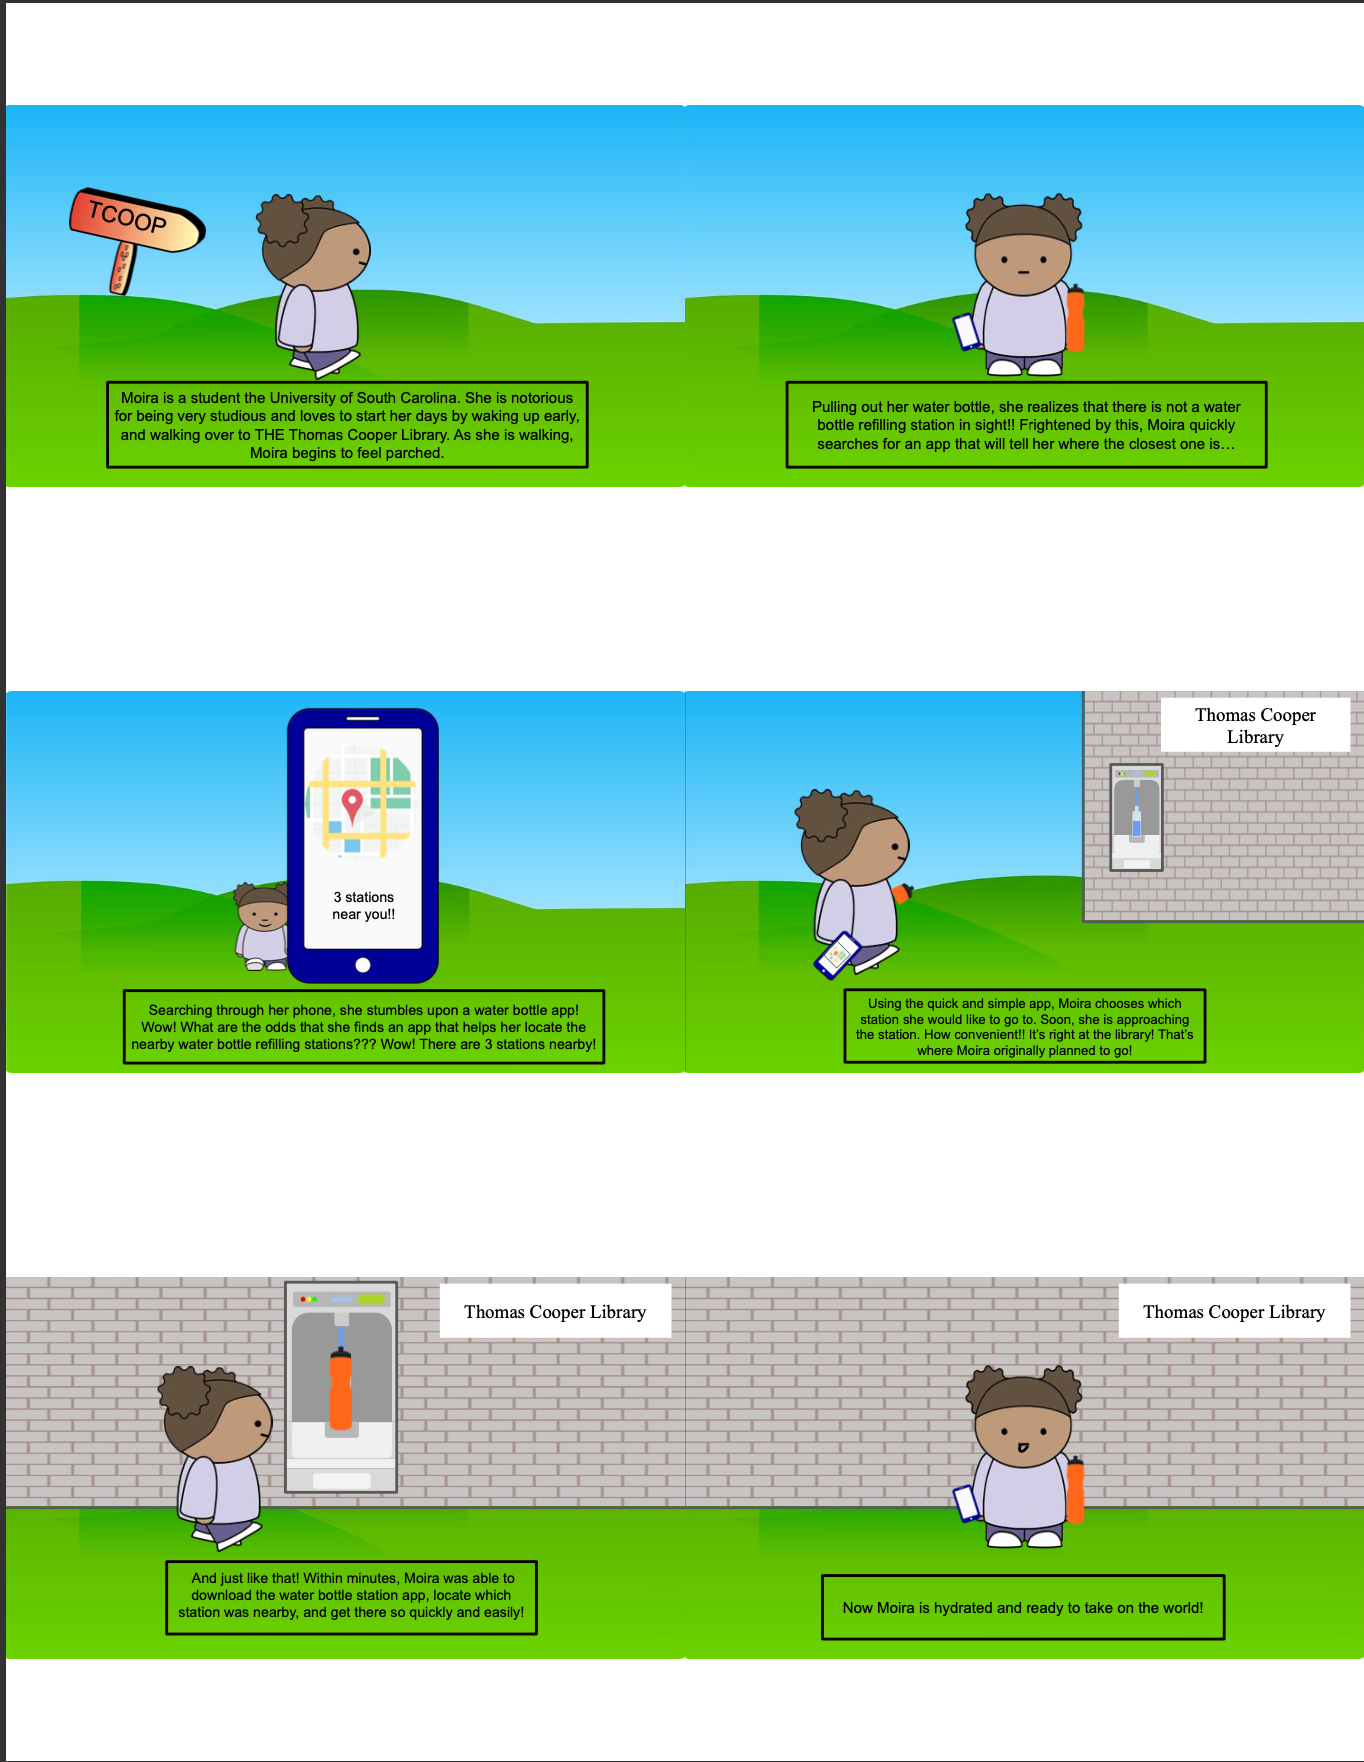 TCOOP
Moira is a student the University of South Carolina. She is notorious
for being very studious and loves to start her days by waking up early,
and walking over to THE Thomas Cooper Library. As she is walking,
Moira begins to feel parched.
Pulling out her water bottle, she realizes that there is not a water
bottle refilling station in sight!! Frightened by this, Moira quickly
searches for an app that will tell her where the closest one is…
3 stations
near you!!
Searching through her phone, she stumbles upon a water bottle app!
Wow! What are the odds that she finds an app that helps her locate the
nearby water bottle refilling stations??? Wow! There are 3 stations nearby!
Thomas Cooper
Library
Using the quick and simple app, Moira chooses which
station she would like to go to. Soon, she is approaching
the station. How convenient!! It's right at the library! That's
where Moira originally planned to go!
Thomas Cooper Library
And just like that! Within minutes, Moira was able to
download the water bottle station app, locate which
station was nearby, and get there so quickly and easily!
Thomas Cooper Library
Now Moira is hydrated and ready to take on the world!